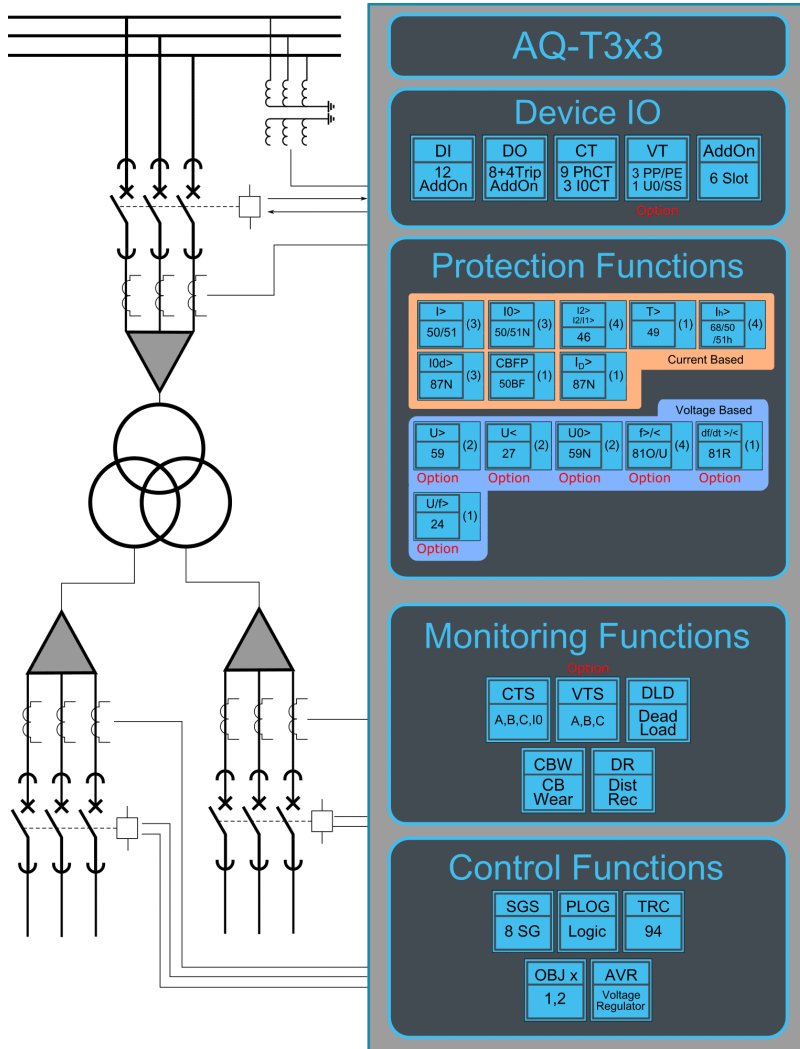 AQ-T3x3
Device IO
DI DO CT VT AddOn
12 8+4Trip 9 PhCT 3 PP/PE 6 Slot
AddOn AddOn 3 I0CT 1 U0/SS
Option
Protection Functions
I> I0> I2> T> Ih>
I2/I1>
50/51 (3) 50/51N (3) 46 (4) 49 (1) 68/50 (4)
/51h
I0d> CBFP ID>
87N (3) 50BF (1) 87N (1)
Current Based
Voltage Based
U> U< U0> f>/< df/dt >/<
59 (2) 27 (2) 59N (2) 81O/U (4) 81R (1)
Option Option Option Option Option
U/f>
24 (1)
Option
Monitoring Functions
Option
CTS VTS DLD
A,B,C,I0 A,B,C Dead
Load
CBW DR
CB Dist
Wear Rec
Control Functions
SGS PLOG TRC
8 SG Logic 94
OBJ x AVR
1,2 Voltage
Regulator